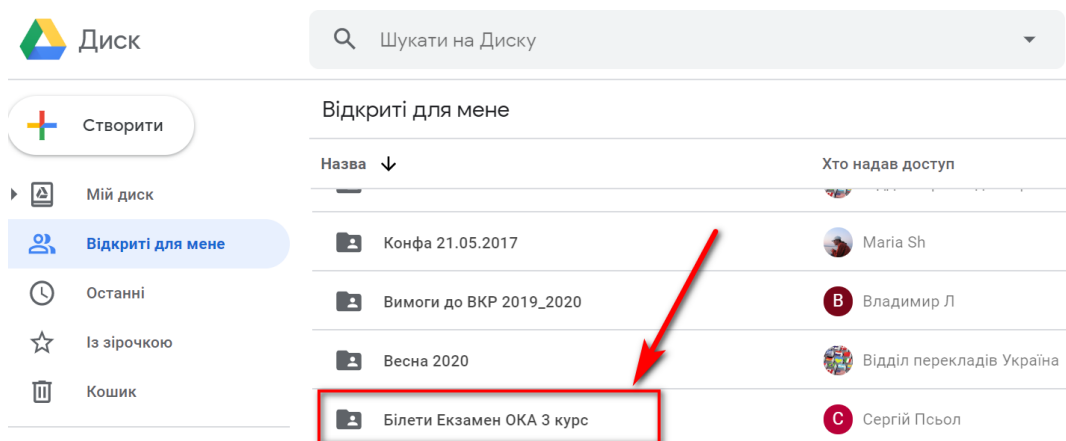 Диск
Шукати на Диску
Створити
Відкриті для мене
Назва
Хто надав доступ
Мій диск
Відкриті для мене
Конфа 21.05.2017
Maria Sh
Останні
Вимоги до ВКР 2019_2020
В
Владимир Л
Із зірочкою
Весна 2020
Відділ перекладів Україна
Кошик
Білети Екзамен ОКА 3 курс
С
Сергій Псьол